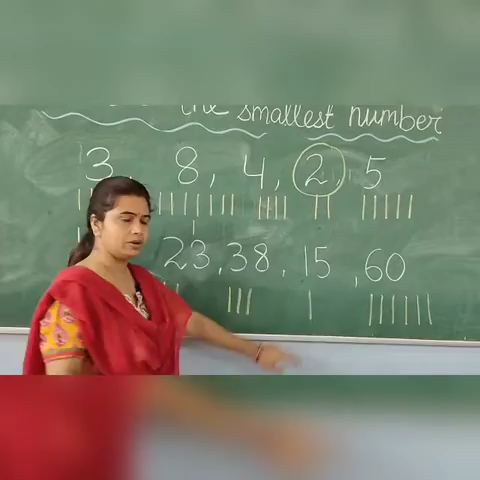 the smallest number
3, 8, 4, 2 5
23, 38, 15, 60